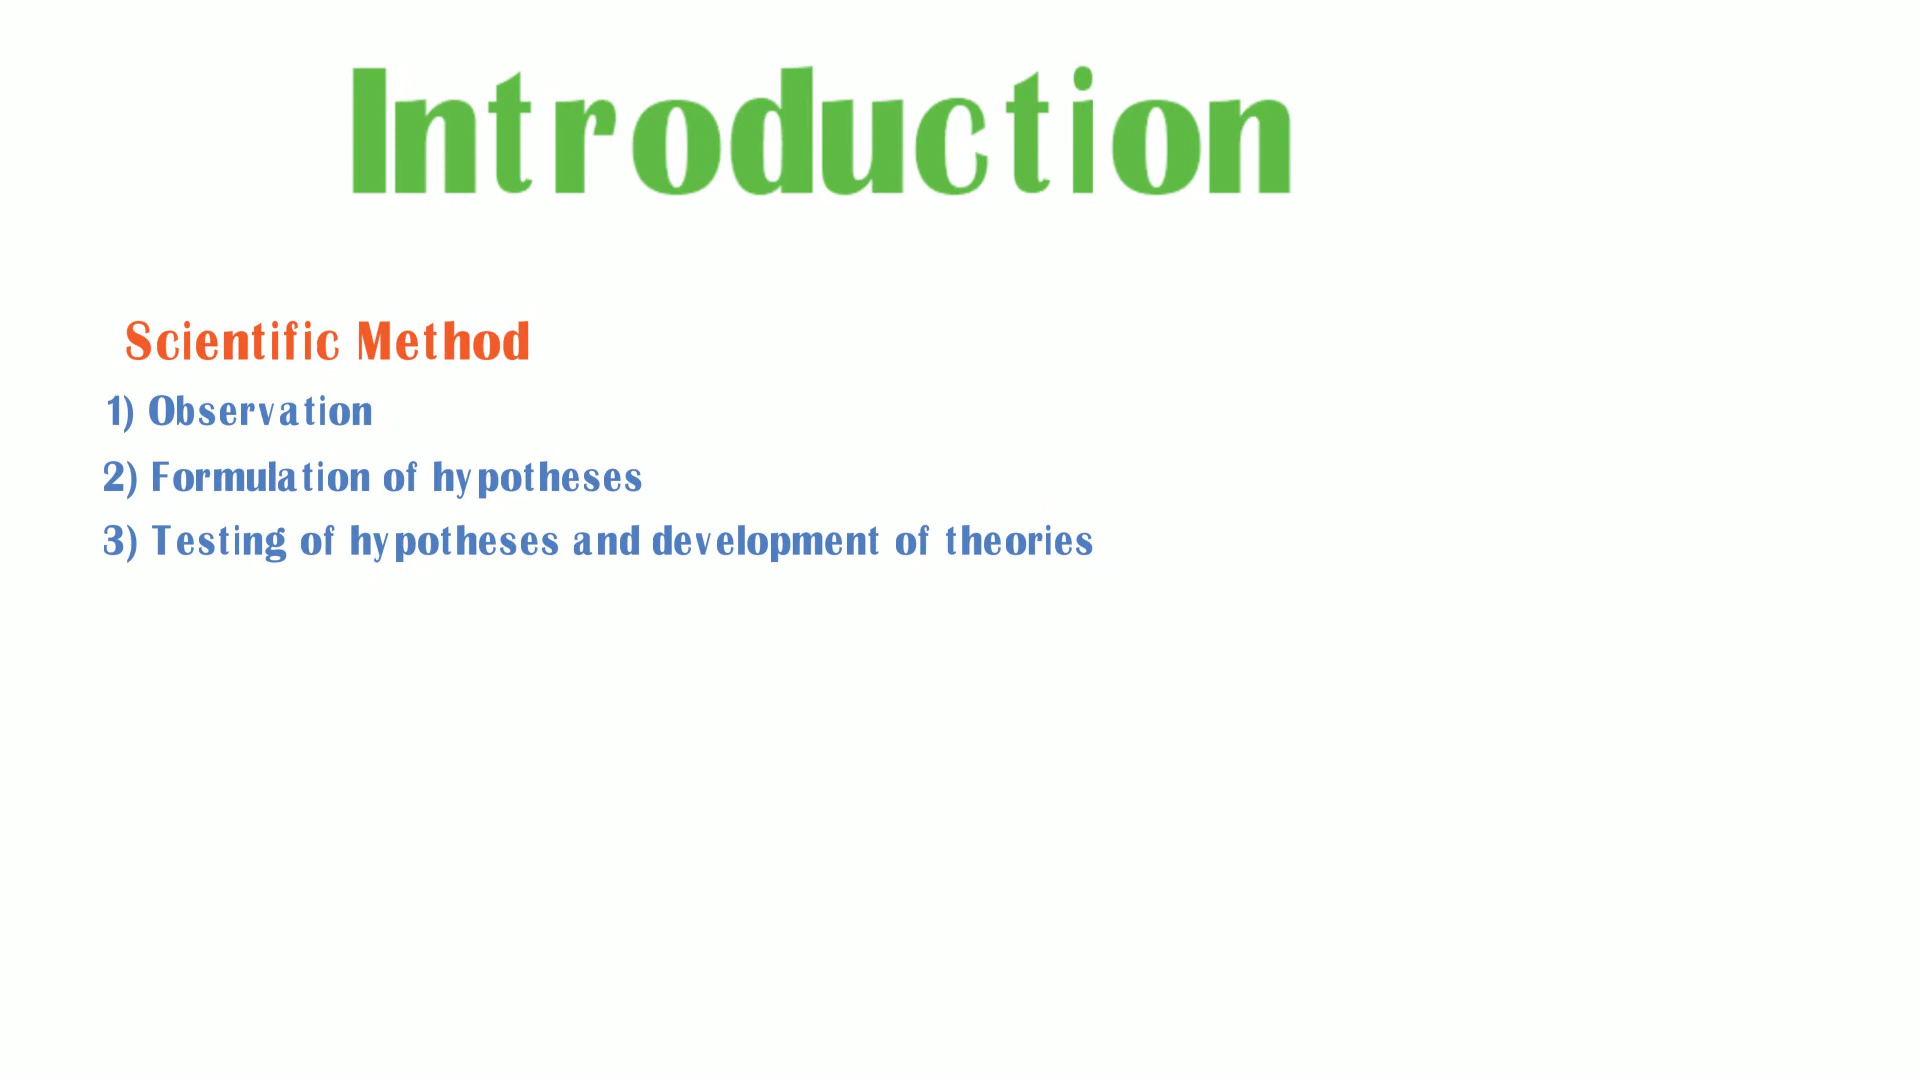 Introduction
Scientific Method
1) Observation
2) Formulation of hypotheses
3) Testing of hypotheses and development of theories